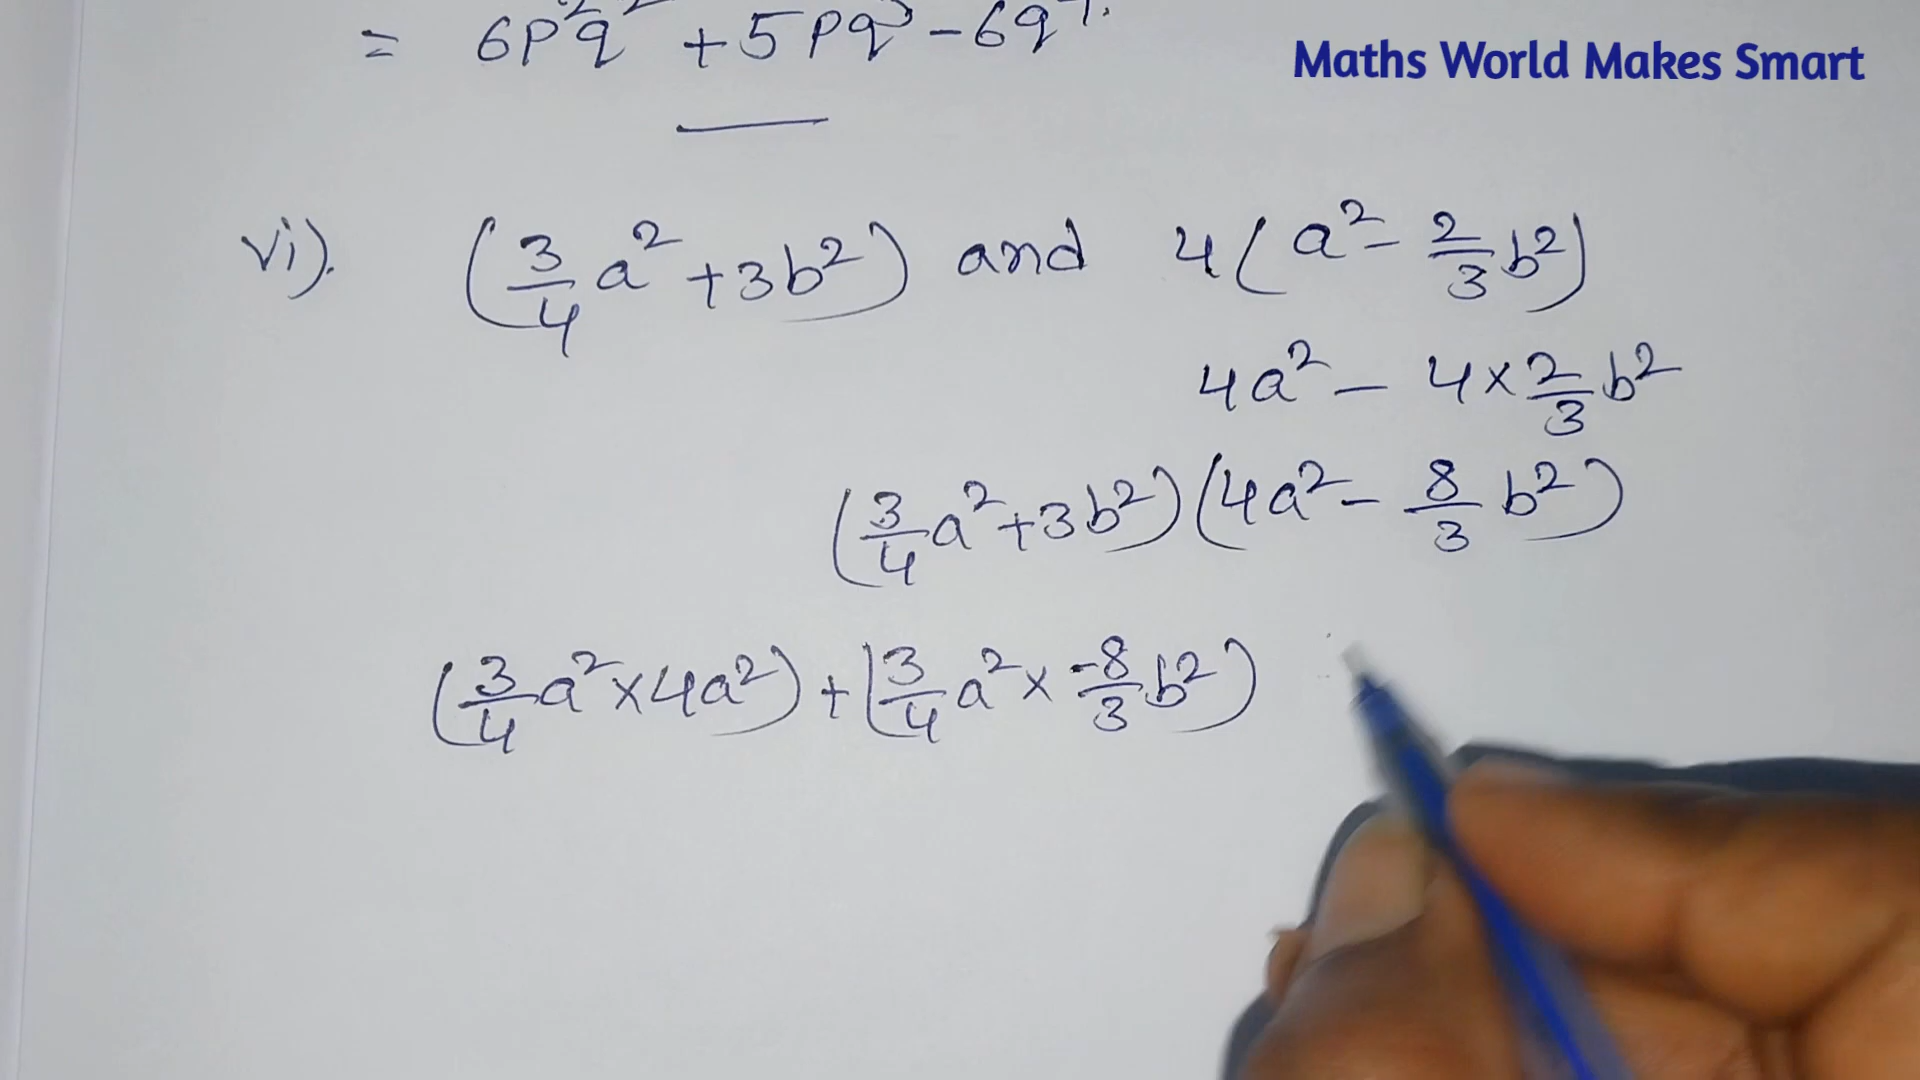 = 6p²q² + 5pq³ - 6q⁴.
Maths World Makes Smart
vi). (3/4 a² + 3b²) and 4(a² - 2/3 b²)
4a² - 4 × 2/3 b²
(3/4 a² + 3b²)(4a² - 8/3 b²)
(3/4 a² × 4a²) + (3/4 a² × -8/3 b²)